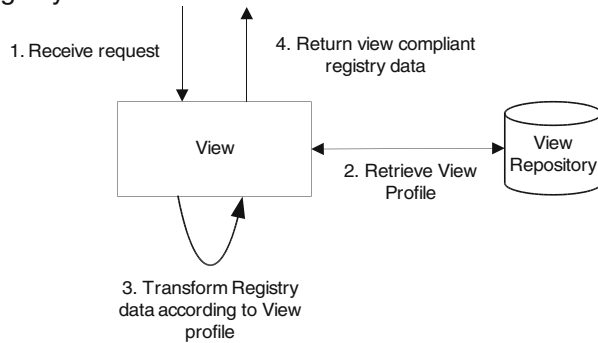 1. Receive request
4. Return view compliant
registry data
View
View
Repository
2. Retrieve View
Profile
3. Transform Registry
data according to View
profile